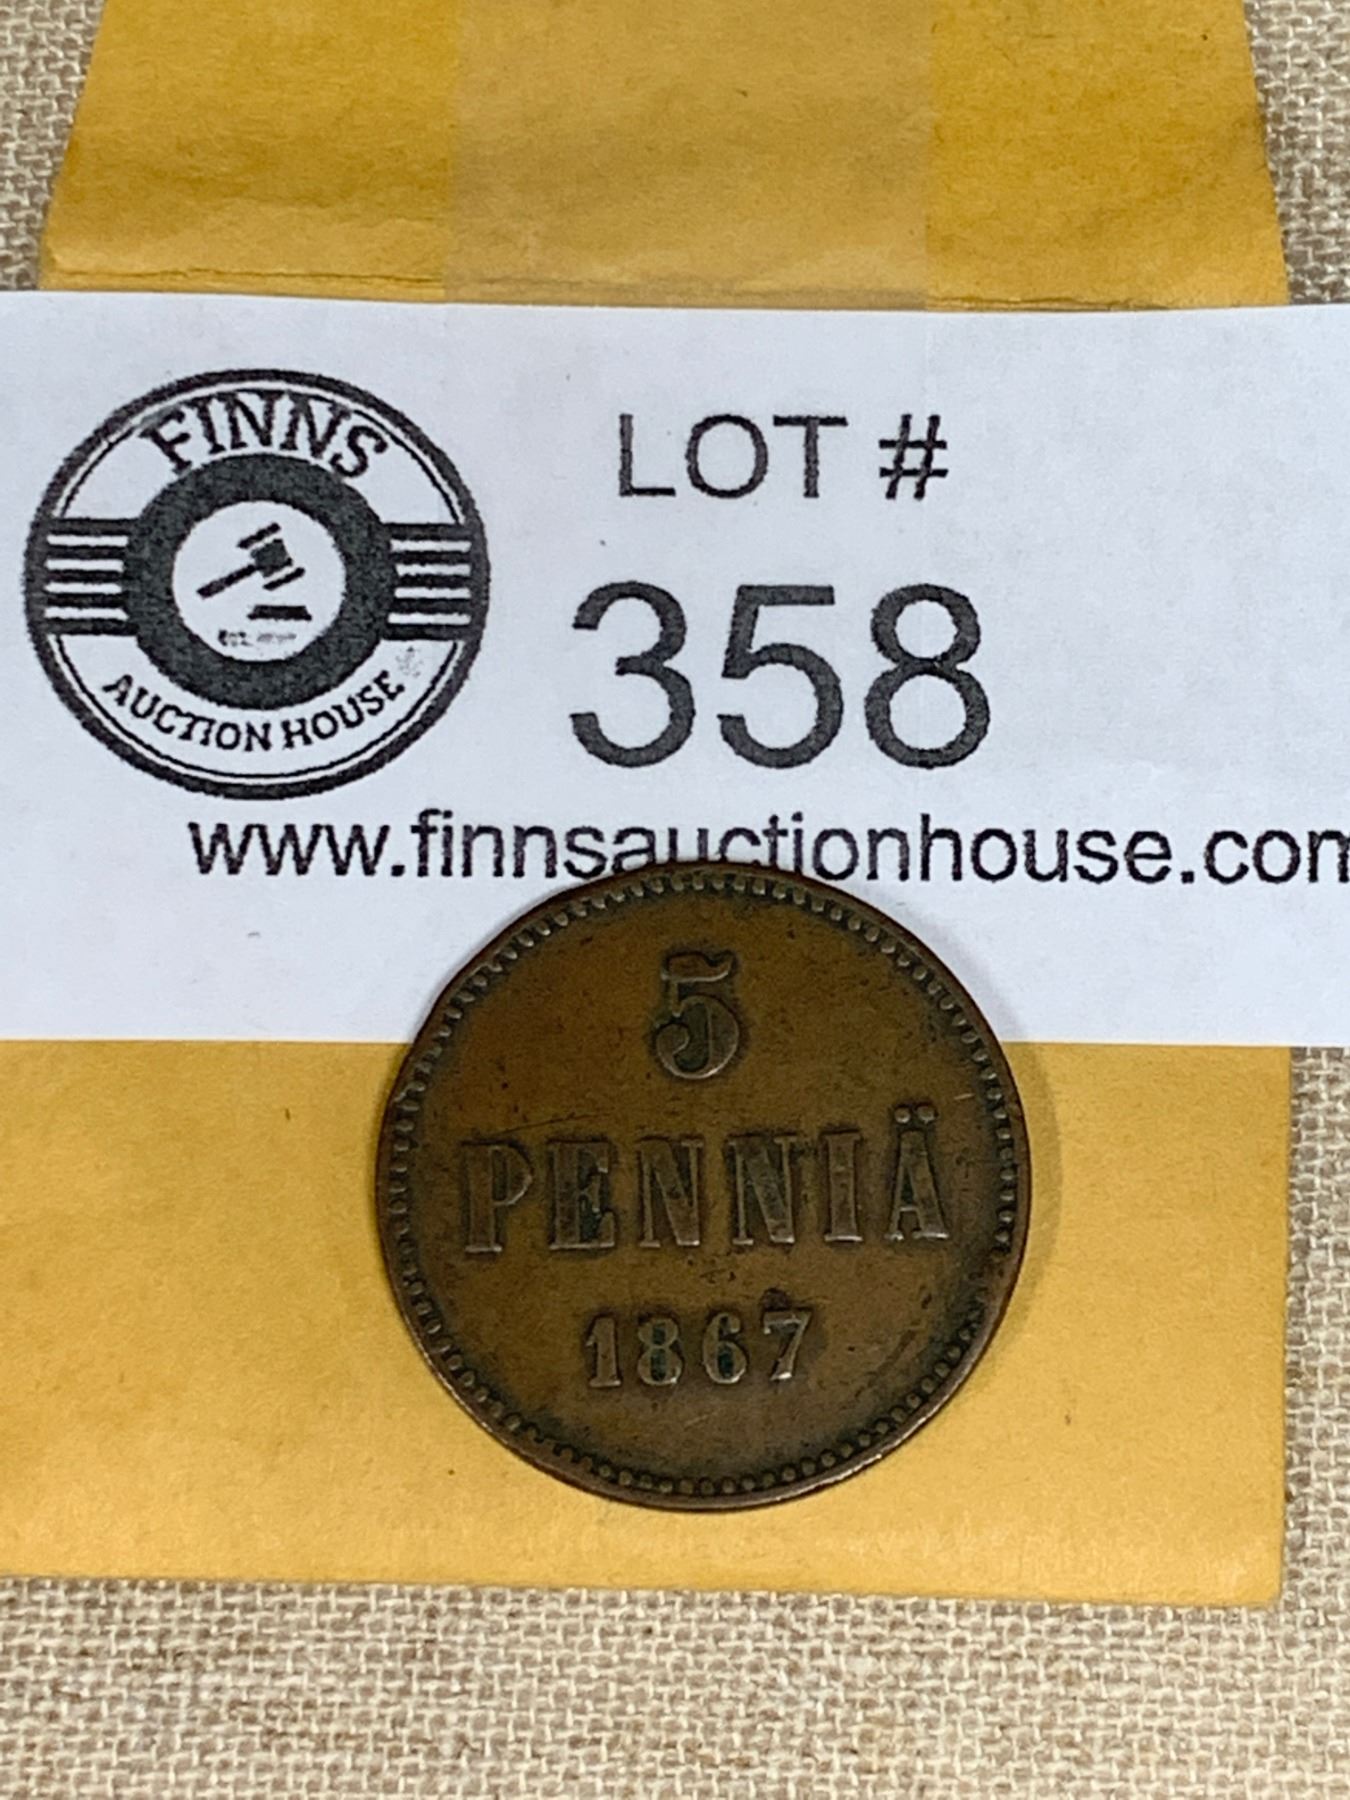 FINNS
AUCTION HOUSE
LOT #
358
www.finnsauctionhouse.com
5
PENNIÄ
1867